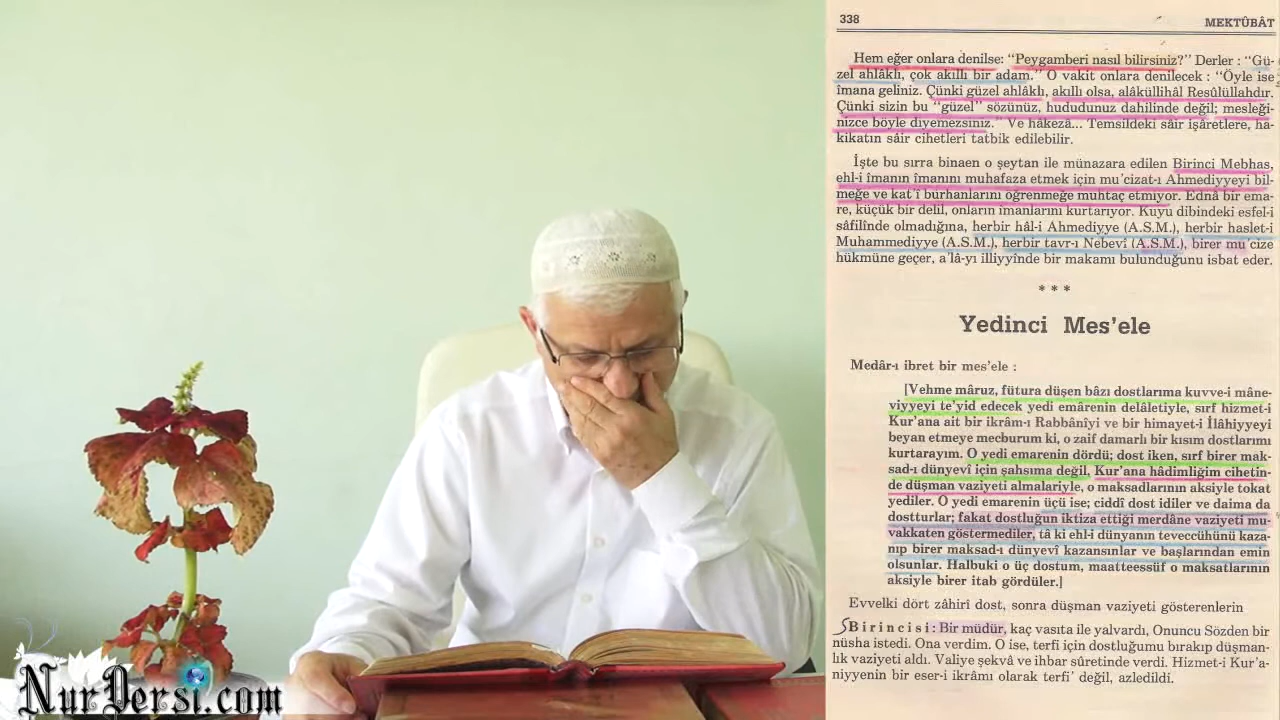 338
MEKTÛBÂT
Hem eğer onlara denilse: "Peygamberi nasıl bilirsiniz?" Derler : "Gü-
zel ahlâklı, çok akıllı bir adam." O vakit onlara denilecek : "Öyle ise
îmana geliniz. Çünki güzel ahlâklı, akıllı olsa, alâküllihâl Resûlüllahdır.
Çünki sizin bu "güzel" sözünüz, hududunuz dahilinde değil; mesleği-
nizce böyle diyemezsiniz." Ve hâkezâ... Temsildeki sâir işâretlere, ha-
kikatın sâir cihetleri tatbik edilebilir.
İşte bu sırra binaen o şeytan ile münazara edilen Birinci Mebhas,
ehl-i îmanın îmanını muhafaza etmek için mu'cizat-ı Ahmediyyeyi bil-
meğe ve kat'î burhanlarını öğrenmeğe muhtaç etmiyor. Ednâ bir ema-
re, küçük bir delil, onların îmanlarını kurtarıyor. Kuyu dibindeki esfel-i
sâfilînde olmadığına, herbir hâl-i Ahmediyye (A.S.M.), herbir haslet-i
Muhammediyye (A.S.M.), herbir tavr-ı Nebevî (A.S.M.), birer mu'cize
hükmüne geçer, a'lâ-yı illiyyînde bir makamı bulunduğunu isbat eder.
* * *
Yedinci Mes'ele
Medâr-ı ibret bir mes'ele :
[Vehme mâruz, fütura düşen bâzı dostlarıma kuvve-i mâne-
viyyeyi te'yid edecek yedi emârenin delâletiyle, sırf hizmet-i
Kur'ana ait bir ikrâm-ı Rabbânîyi ve bir himayet-i İlâhiyyeyi
beyan etmeye mecburum ki, o zaif damarlı bir kısım dostlarımı
kurtarayım. O yedi emarenin dördü; dost iken, sırf birer mak-
sad-ı dünyevî için şahsıma değil, Kur'ana hâdimliğim cihetin-
de düşman vaziyeti almalariyle, o maksadlarının aksiyle tokat
yediler. O yedi emarenin üçü ise; ciddî dost idiler ve daima da
dostturlar; fakat dostluğun iktiza ettiği merdâne vaziyeti mu-
vakkaten göstermediler, tâ ki ehl-i dünyanın teveccühünü kaza-
nıp birer maksad-ı dünyevî kazansınlar ve başlarından emin
olsunlar. Halbuki o üç dostum, maatteessüf o maksatlarının
aksiyle birer itab gördüler.]
Evvelki dört zâhirî dost, sonra düşman vaziyeti gösterenlerin
Birincisi: Bir müdür, kaç vasıta ile yalvardı, Onuncu Sözden bir
nüsha istedi. Ona verdim. O ise, terfi için dostluğumu bırakıp düşman-
lık vaziyeti aldı. Valiye şekvâ ve ihbar sûretinde verdi. Hizmet-i Kur'a-
niyyenin bir eser-i ikrâmı olarak terfi' değil, azledildi.
NurDersi.com